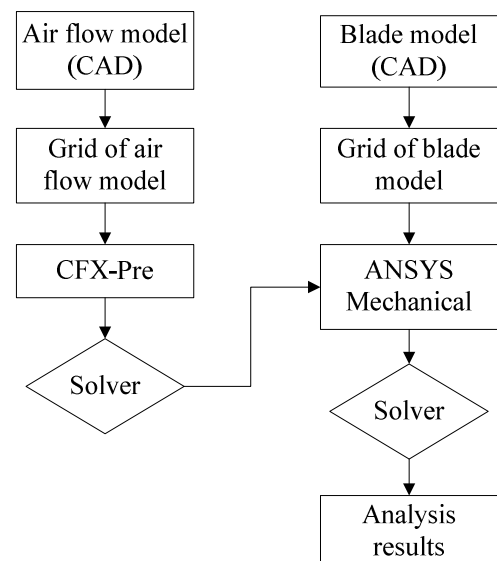 Air flow model
(CAD)
Grid of air
flow model
CFX-Pre
Solver
Blade model
(CAD)
Grid of blade
model
ANSYS
Mechanical
Solver
Analysis
results